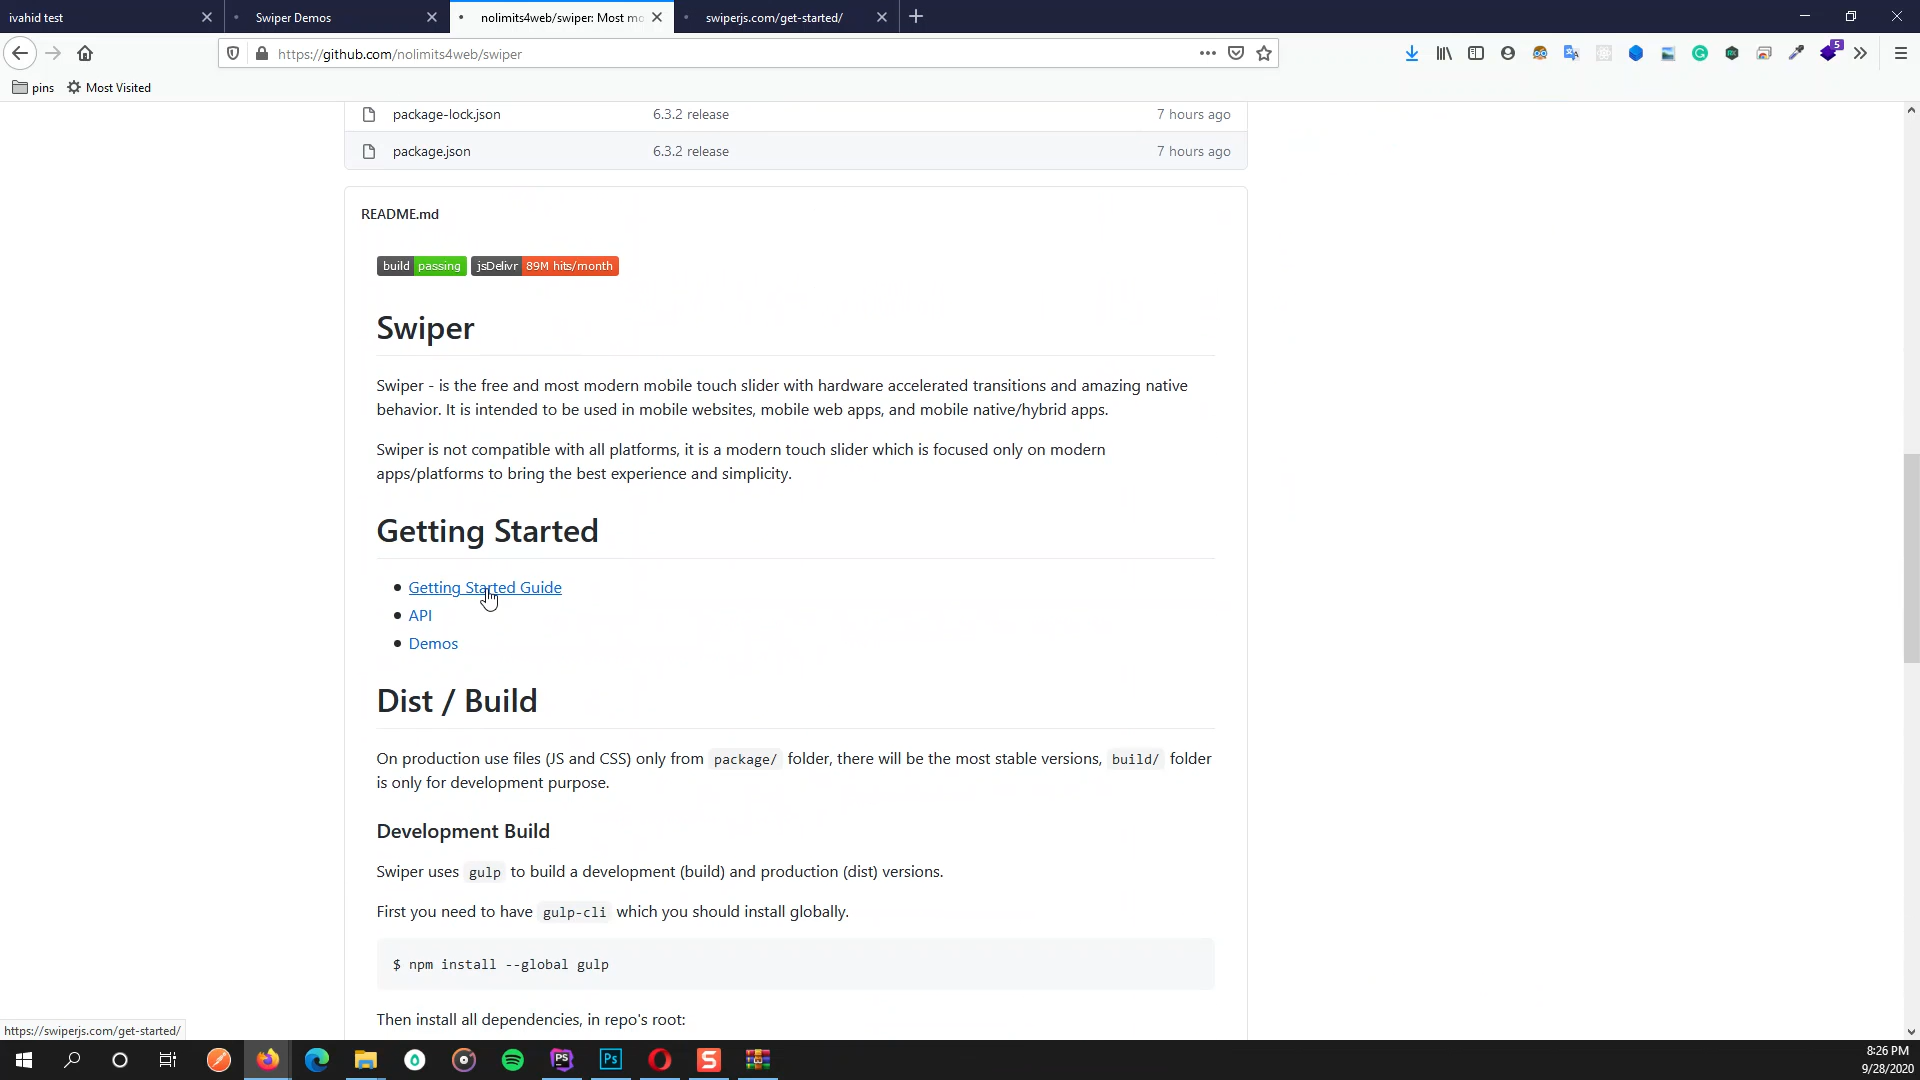 ivahid test
Swiper Demos
nolimits4web/swiper: Most mo
swiperjs.com/get-started/
https://github.com/nolimits4web/swiper
5
pins
Most Visited
package-lock.json 6.3.2 release 7 hours ago
package.json 6.3.2 release 7 hours ago
README.md
build passing jsDelivr 89M hits/month
Swiper
Swiper - is the free and most modern mobile touch slider with hardware accelerated transitions and amazing native
behavior. It is intended to be used in mobile websites, mobile web apps, and mobile native/hybrid apps.
Swiper is not compatible with all platforms, it is a modern touch slider which is focused only on modern
apps/platforms to bring the best experience and simplicity.
Getting Started
Getting Started Guide
API
Demos
Dist / Build
On production use files (JS and CSS) only from package/ folder, there will be the most stable versions, build/ folder
is only for development purpose.
Development Build
Swiper uses gulp to build a development (build) and production (dist) versions.
First you need to have gulp-cli which you should install globally.
$ npm install --global gulp
Then install all dependencies, in repo's root:
https://swiperjs.com/get-started/
PS
Ps
S
8:26 PM
9/28/2020